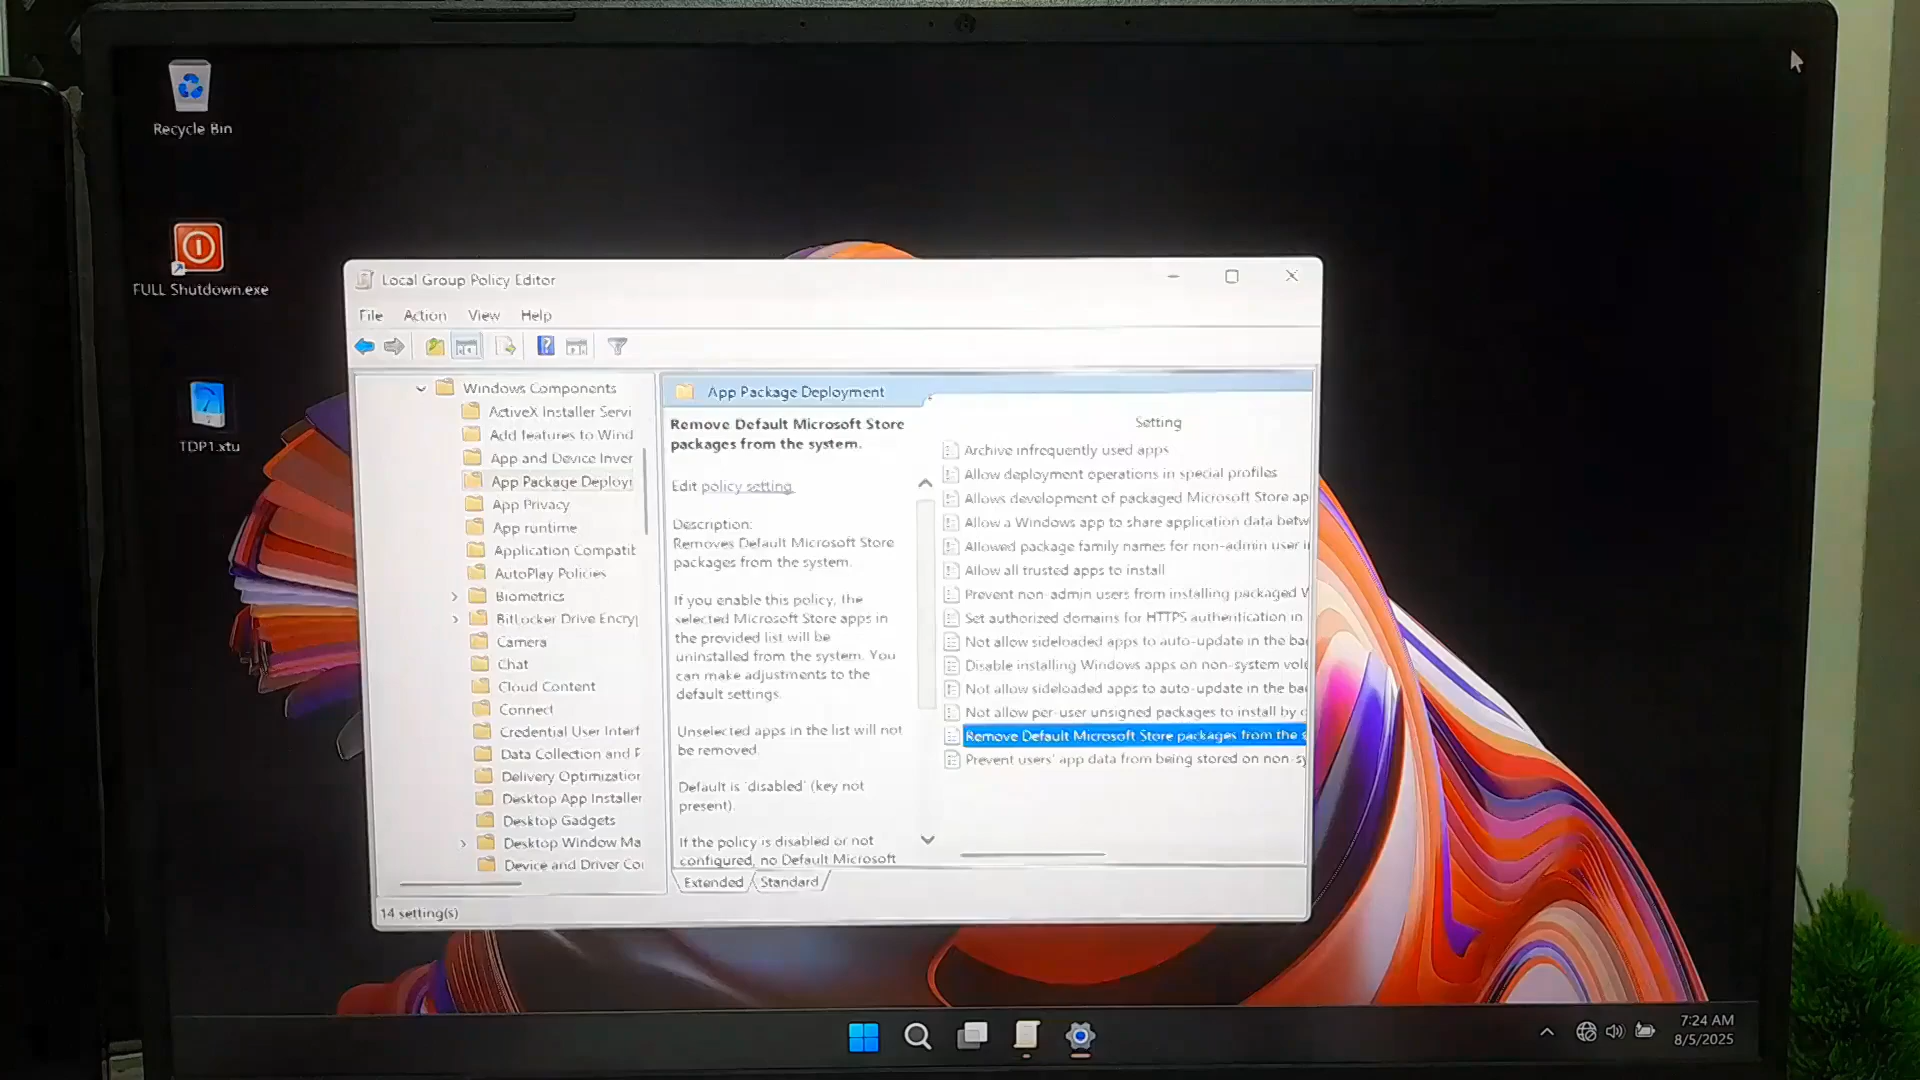 Recycle Bin
FULL Shutdown.exe
TDP1.xtu
Local Group Policy Editor
File Action View Help
Windows Components
ActiveX Installer Servi
Add features to Wind
App and Device Inver
App Package Deploy
App Privacy
App runtime
Application Compatib
AutoPlay Policies
Biometrics
BitLocker Drive Encry
Camera
Chat
Cloud Content
Connect
Credential User Interf
Data Collection and P
Delivery Optimization
Desktop App Installer
Desktop Gadgets
Desktop Window Ma
Device and Driver Co
App Package Deployment
Remove Default Microsoft Store
packages from the system.
Edit policy setting
Description:
Removes Default Microsoft Store
packages from the system.
If you enable this policy, the
selected Microsoft Store apps in
the provided list will be
uninstalled from the system. You
can make adjustments to the
default settings.
Unselected apps in the list will not
be removed.
Default is 'disabled' (key not
present).
If the policy is disabled or not
configured, no Default Microsoft
Setting
Archive infrequently used apps
Allow deployment operations in special profiles
Allows development of packaged Microsoft Store ap
Allow a Windows app to share application data betw
Allowed package family names for non-admin user i
Allow all trusted apps to install
Prevent non-admin users from installing packaged W
Set authorized domains for HTTPS authentication in
Not allow sideloaded apps to auto-update in the ba
Disable installing Windows apps on non-system vol
Not allow sideloaded apps to auto-update in the ba
Not allow per-user unsigned packages to install by
Remove Default Microsoft Store packages from the s
Prevent users' app data from being stored on non-sy
Extended Standard
14 setting(s)
7:24 AM
8/5/2025